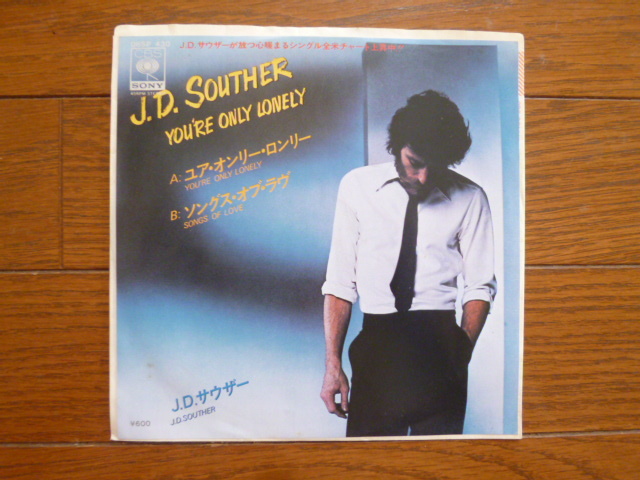 J.D.サウザーが放つ心暖まるシングル全米チャート上昇中!!
CBS
SONY
J.D. SOUTHER
YOU'RE ONLY LONELY
A: ユア・オンリー・ロンリー
YOU'RE ONLY LONELY
B: ソングス・オブ・ラヴ
SONGS OF LOVE
J.D.サウザー
J.D.SOUTHER
¥600